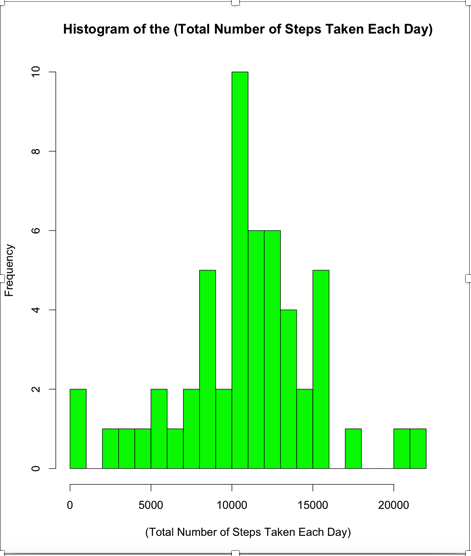 Histogram of the (Total Number of Steps Taken Each Day)
Frequency
10
8
6
4
2
0
0 5000 10000 15000 20000
(Total Number of Steps Taken Each Day)